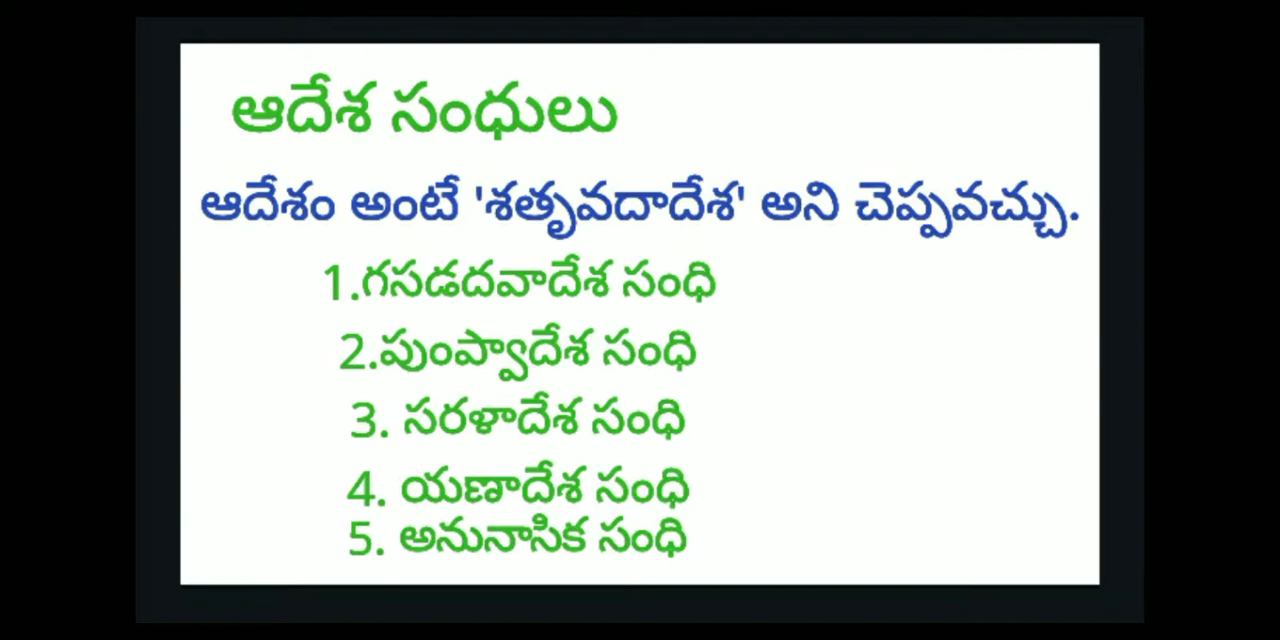 ఆదేశ సంధులు
ఆదేశం అంటే 'శతృవదాదేశ' అని చెప్పవచ్చు.
1.గసడదవాదేశ సంధి
2.పుంప్వాదేశ సంధి
3. సరళాదేశ సంధి
4. యణాదేశ సంధి
5. అనునాసిక సంధి